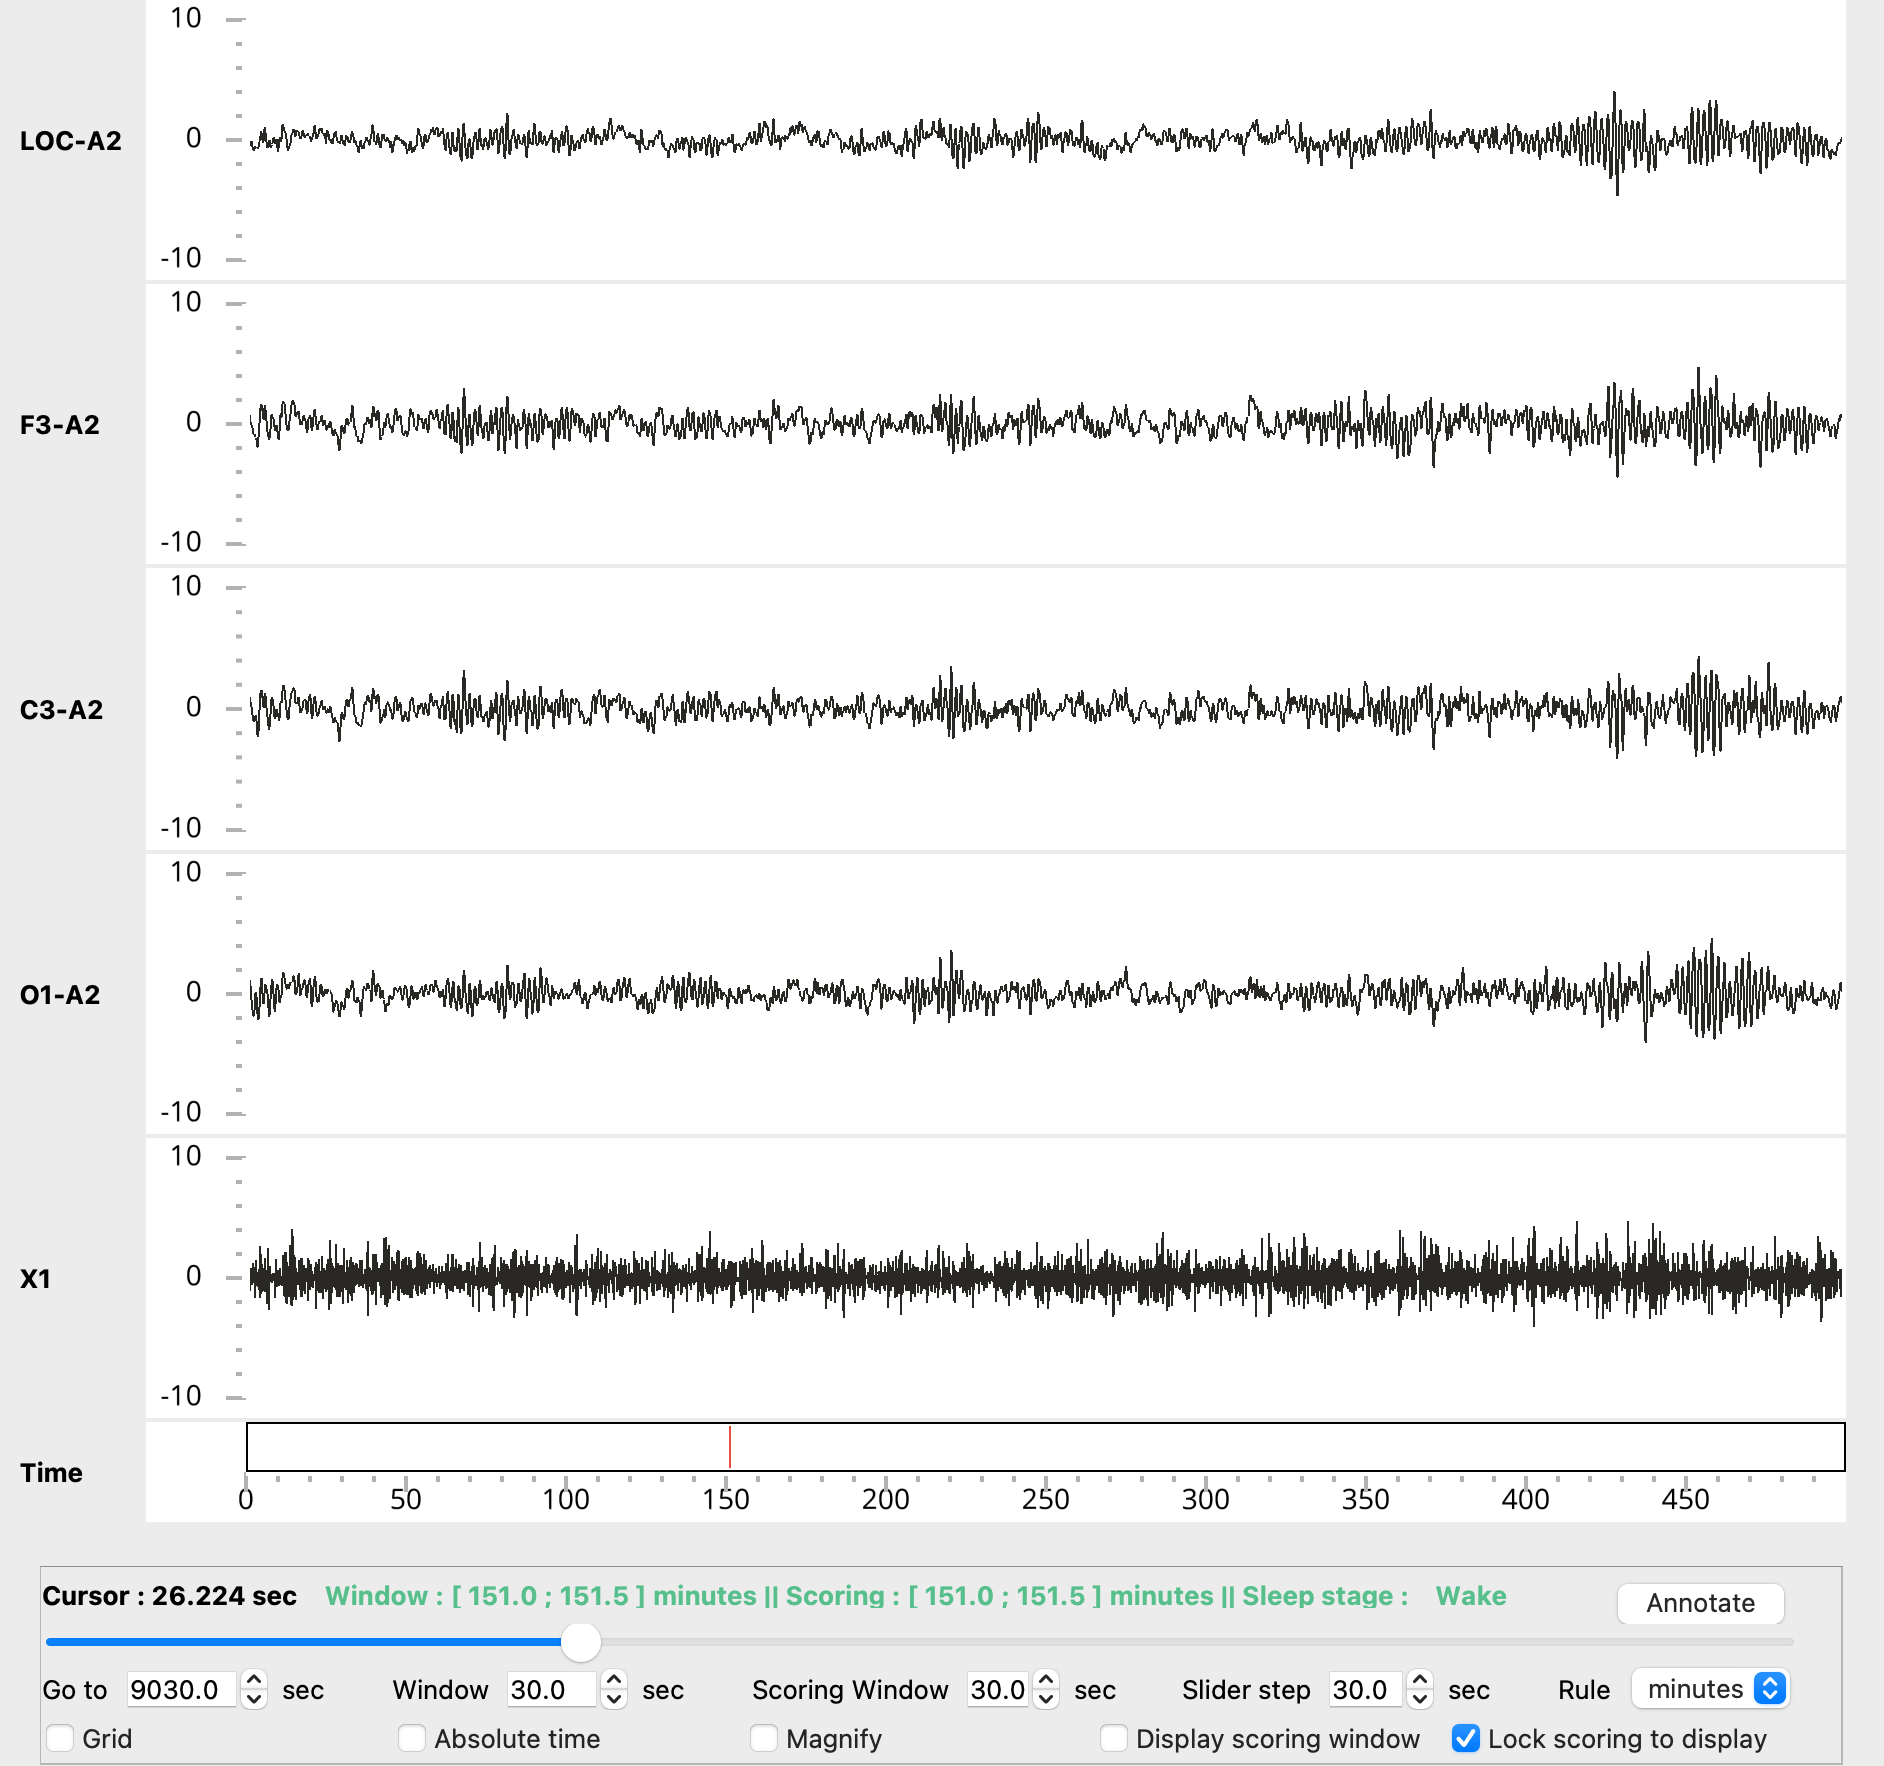 10
LOC-A2
0
-10
10
F3-A2
0
-10
10
C3-A2
0
-10
10
O1-A2
0
-10
10
X1
0
-10
Time
0 50 100 150 200 250 300 350 400 450
Cursor : 26.224 sec Window : [ 151.0 ; 151.5 ] minutes || Scoring : [ 151.0 ; 151.5 ] minutes || Sleep stage : Wake Annotate
Go to 9030.0 sec Window 30.0 sec Scoring Window 30.0 sec Slider step 30.0 sec Rule minutes
Grid Absolute time Magnify Display scoring window Lock scoring to display